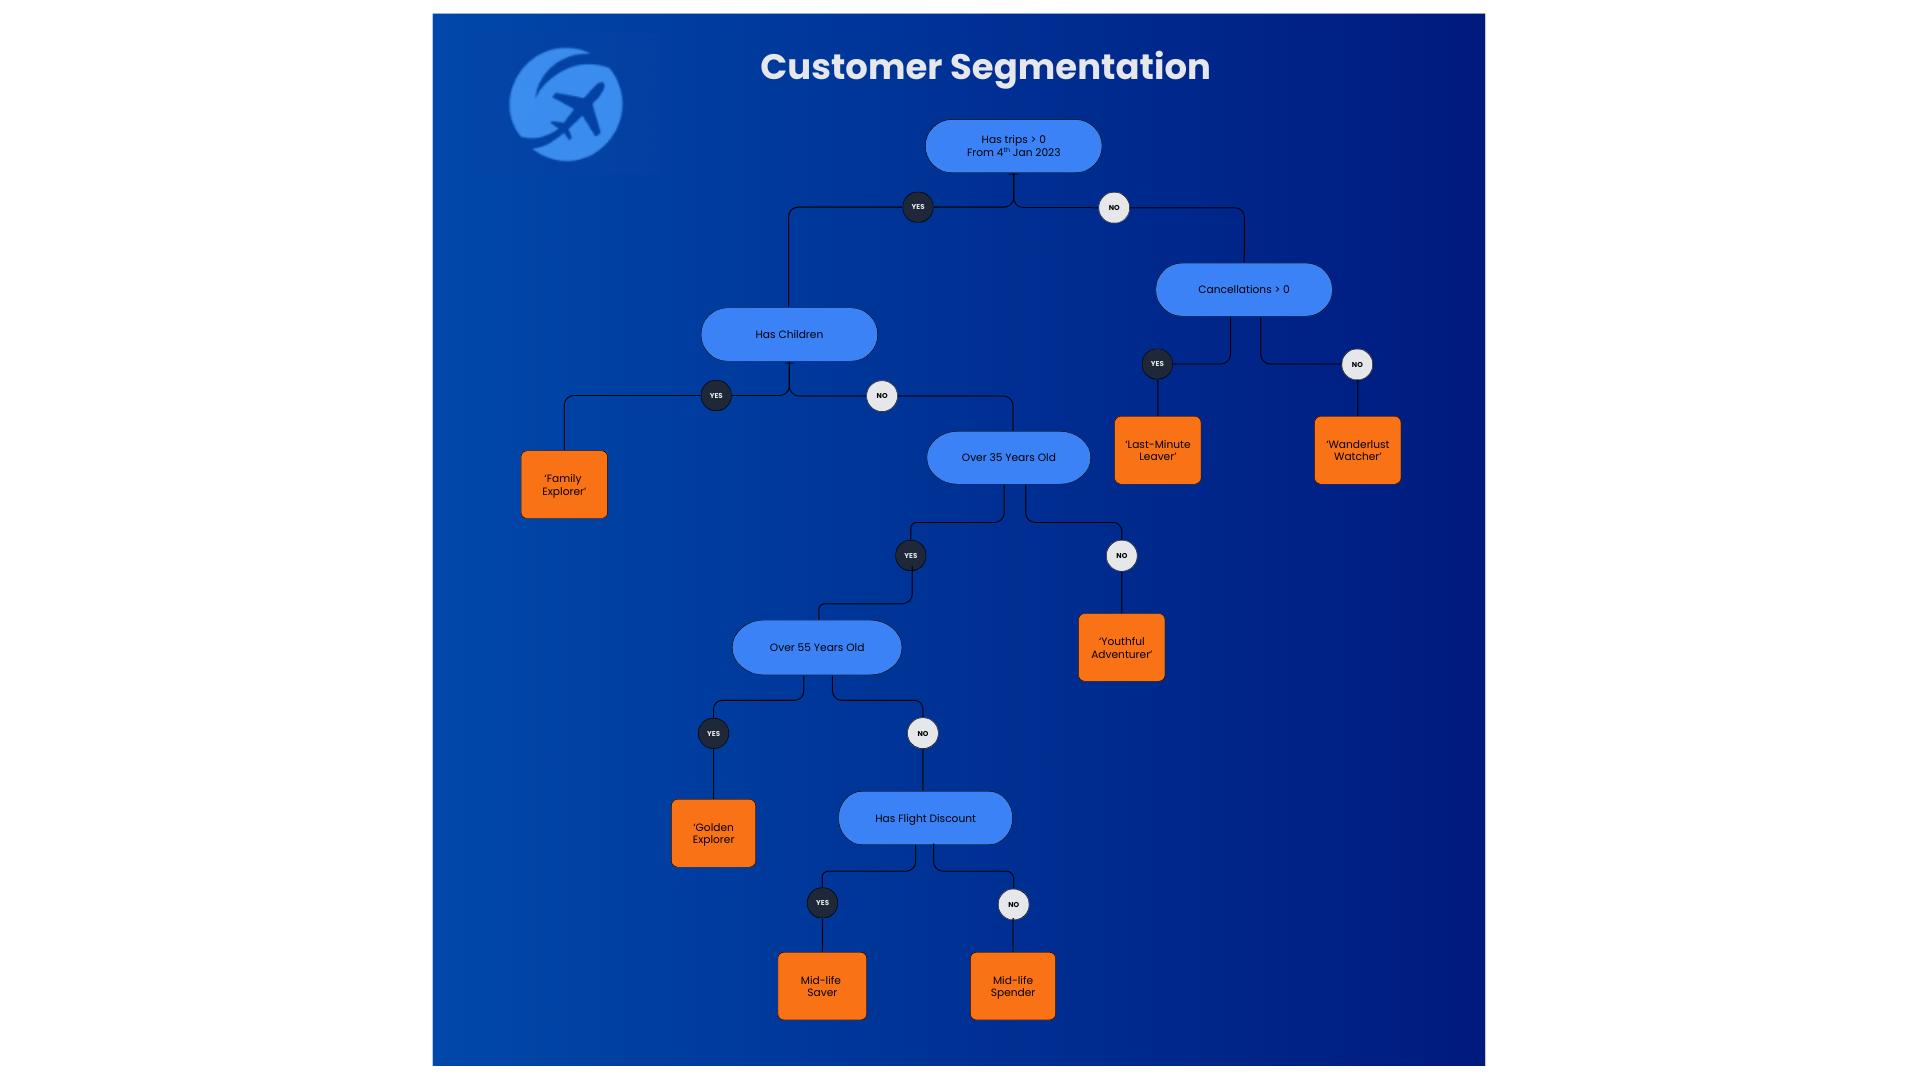 Customer Segmentation
Has trips > 0
From 4th Jan 2023
YES
NO
Cancellations > 0
Has Children
YES
NO
YES
NO
‘Last-Minute
Leaver’
‘Wanderlust
Watcher’
Over 35 Years Old
‘Family
Explorer’
YES
NO
Over 55 Years Old
‘Youthful
Adventurer’
YES
NO
‘Golden
Explorer
Has Flight Discount
YES
NO
Mid-life
Saver
Mid-life
Spender